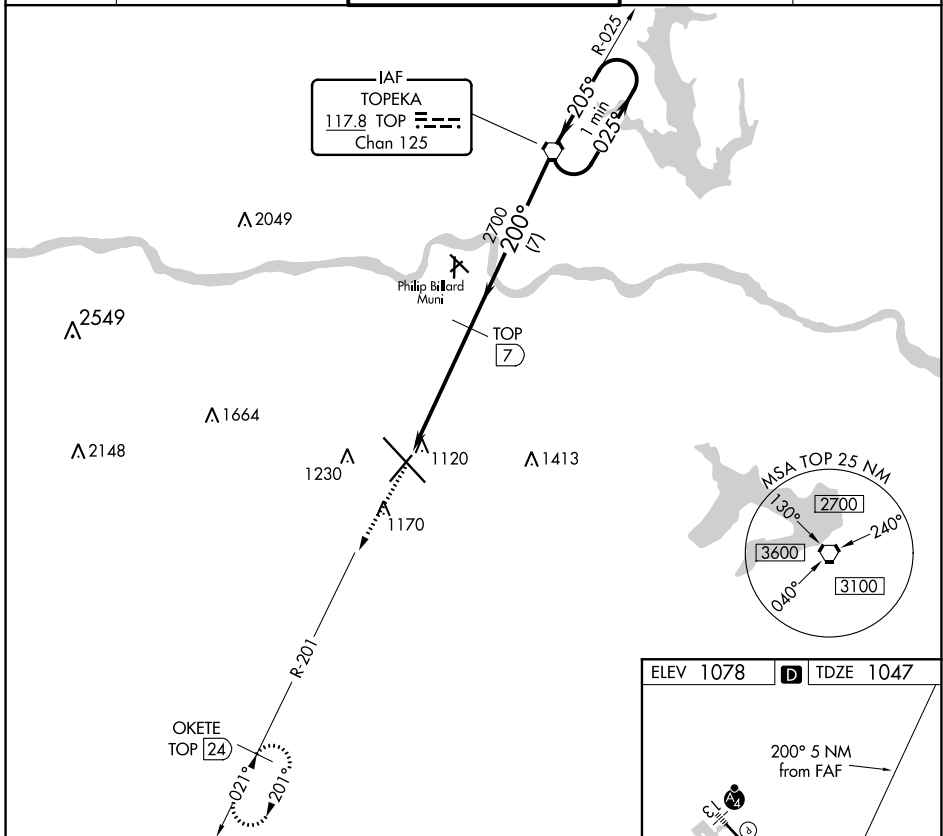 R-025
IAF
TOPEKA
117.8 TOP
Chan 125
205°
1 min
025°
2049
2700
200°
(7)
Philip Billard
Muni
2549
TOP
7
1664
2148
1230
1120
1413
1170
MSA TOP 25 NM
130°
2700
240°
3600
040°
3100
R-201
ELEV 1078 D TDZE 1047
OKETE
TOP 24
200° 5 NM
from FAF
021°
201°
A4
13
P